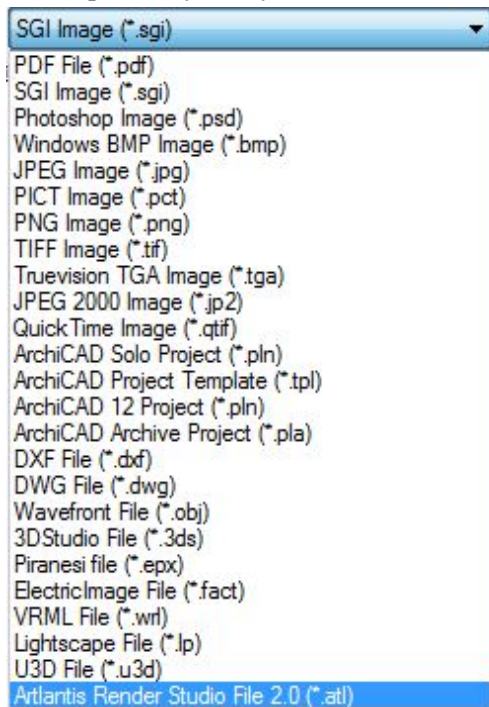 SGI Image (*.sgi)
PDF File (*.pdf)
SGI Image (*.sgi)
Photoshop Image (*.psd)
Windows BMP Image (*.bmp)
JPEG Image (*.jpg)
PICT Image (*.pct)
PNG Image (*.png)
TIFF Image (*.tif)
Truevision TGA Image (*.tga)
JPEG 2000 Image (*.jp2)
QuickTime Image (*.qtif)
ArchiCAD Solo Project (*.pln)
ArchiCAD Project Template (*.tpl)
ArchiCAD 12 Project (*.pln)
ArchiCAD Archive Project (*.pla)
DXF File (*.dxf)
DWG File (*.dwg)
Wavefront File (*.obj)
3DStudio File (*.3ds)
Piranesi file (*.epx)
ElectricImage File (*.fact)
VRML File (*.wrl)
Lightscape File (*.lp)
U3D File (*.u3d)
Artlantis Render Studio File 2.0 (*.atl)